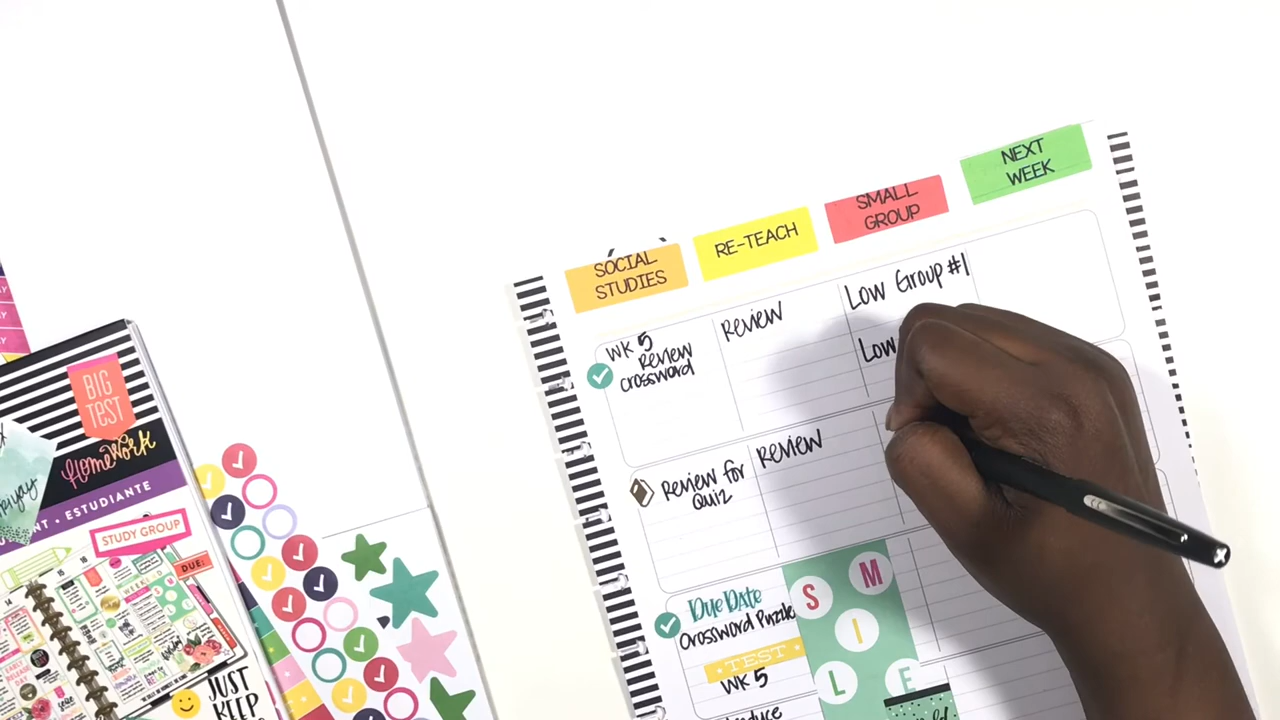 NEXT
WEEK
SMALL
GROUP
RE-TEACH
SOCIAL
STUDIES
Low Group #1
Review
WK 5
Review
crossword
Low
Review
Review for
Quiz
Due Date
Crossword Puzzle
TEST
WK 5
S M
I
L E
BIG
TEST
Homework
ESTUDIANTE
STUDY GROUP
DUE:
JUST
KEEP